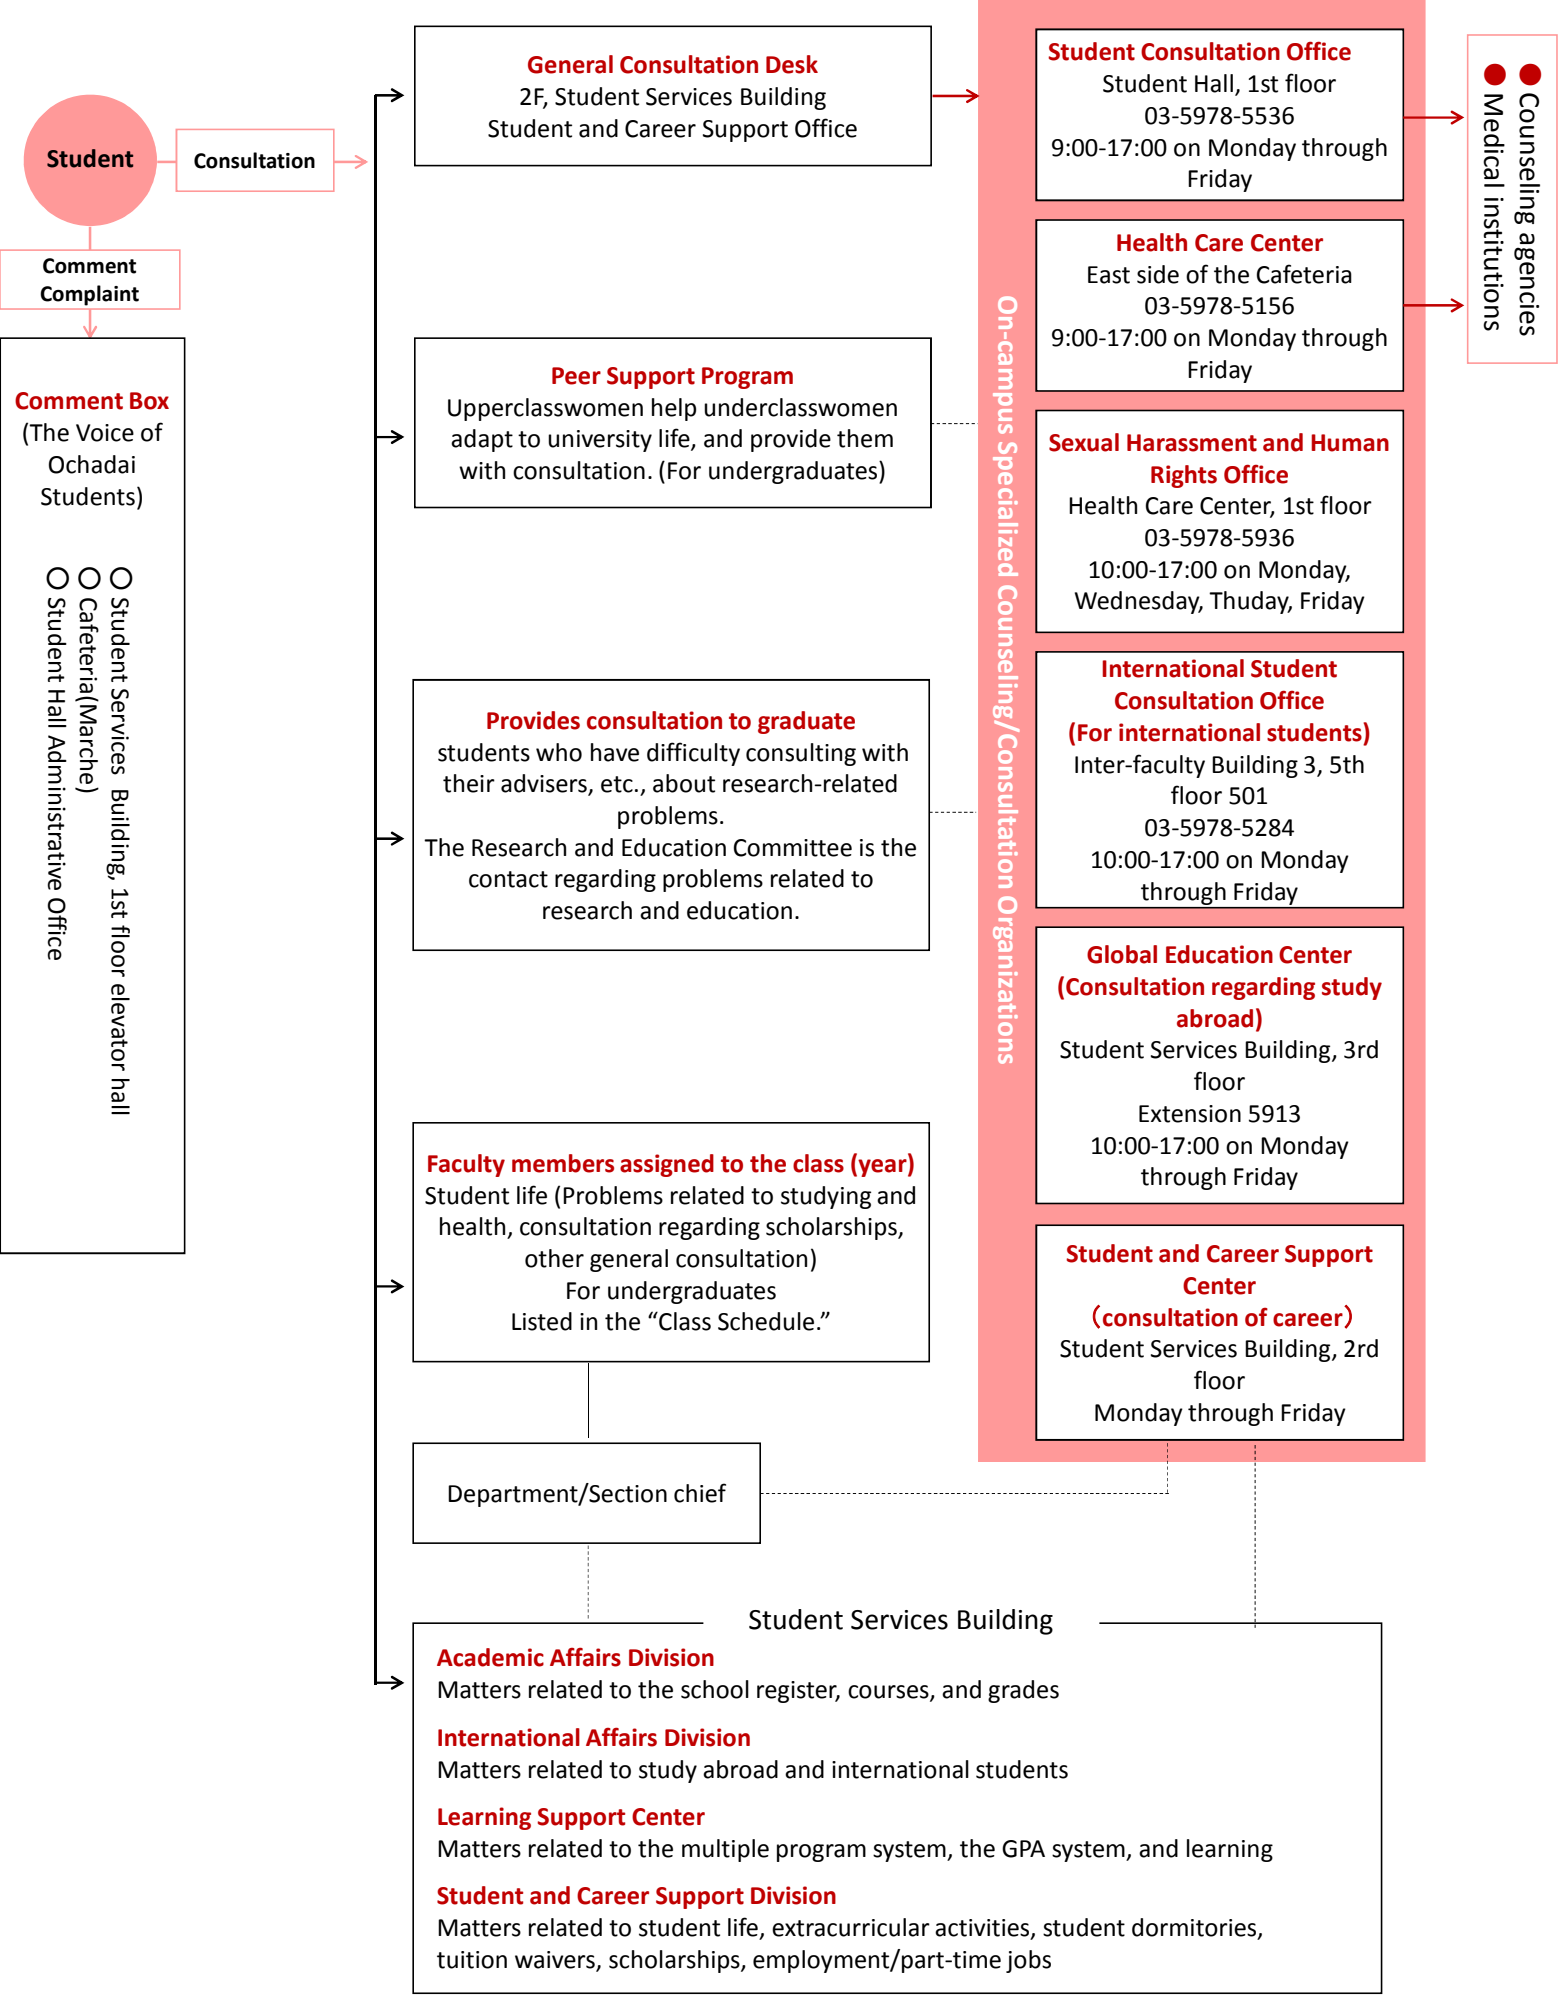 Student
Consultation
Comment
Complaint
Comment Box
(The Voice of
Ochadai
Students)
○ Student Services Building, 1st floor elevator hall
○ Cafeteria(Marche)
○ Student Hall Administrative Office
General Consultation Desk
2F, Student Services Building
Student and Career Support Office
Peer Support Program
Upperclasswomen help underclasswomen
adapt to university life, and provide them
with consultation. (For undergraduates)
Provides consultation to graduate
students who have difficulty consulting with
their advisers, etc., about research-related
problems.
The Research and Education Committee is the
contact regarding problems related to
research and education.
Faculty members assigned to the class (year)
Student life (Problems related to studying and
health, consultation regarding scholarships,
other general consultation)
For undergraduates
Listed in the “Class Schedule.”
Department/Section chief
On-campus Specialized Counseling/Consultation Organizations
Student Consultation Office
Student Hall, 1st floor
03-5978-5536
9:00-17:00 on Monday through
Friday
Health Care Center
East side of the Cafeteria
03-5978-5156
9:00-17:00 on Monday through
Friday
Sexual Harassment and Human
Rights Office
Health Care Center, 1st floor
03-5978-5936
10:00-17:00 on Monday,
Wednesday, Thuday, Friday
International Student
Consultation Office
(For international students)
Inter-faculty Building 3, 5th
floor 501
03-5978-5284
10:00-17:00 on Monday
through Friday
Global Education Center
(Consultation regarding study
abroad)
Student Services Building, 3rd
floor
Extension 5913
10:00-17:00 on Monday
through Friday
Student and Career Support
Center
（consultation of career）
Student Services Building, 2rd
floor
Monday through Friday
● Counseling agencies
● Medical institutions
Student Services Building
Academic Affairs Division
Matters related to the school register, courses, and grades
International Affairs Division
Matters related to study abroad and international students
Learning Support Center
Matters related to the multiple program system, the GPA system, and learning
Student and Career Support Division
Matters related to student life, extracurricular activities, student dormitories,
tuition waivers, scholarships, employment/part-time jobs